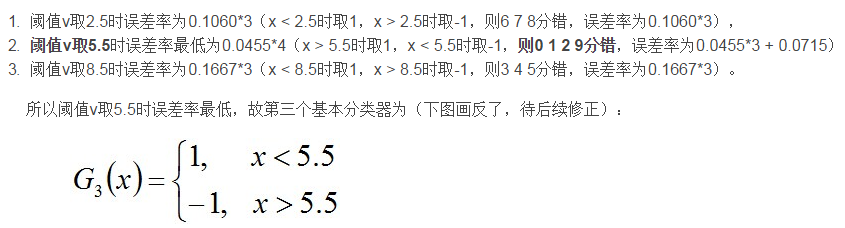 1. 阈值v取2.5时误差率为0.1060*3（x < 2.5时取1，x > 2.5时取-1，则6 7 8分错，误差率为0.1060*3），
2. 阈值v取5.5时误差率最低为0.0455*4（x > 5.5时取1，x < 5.5时取-1，则0 1 2 9分错，误差率为0.0455*3 + 0.0715）
3. 阈值v取8.5时误差率为0.1667*3（x < 8.5时取1，x > 8.5时取-1，则3 4 5分错，误差率为0.1667*3）。
所以阈值v取5.5时误差率最低，故第三个基本分类器为（下图画反了，待后续修正）：
G₃(x)={1, x<5.5
−1, x>5.5